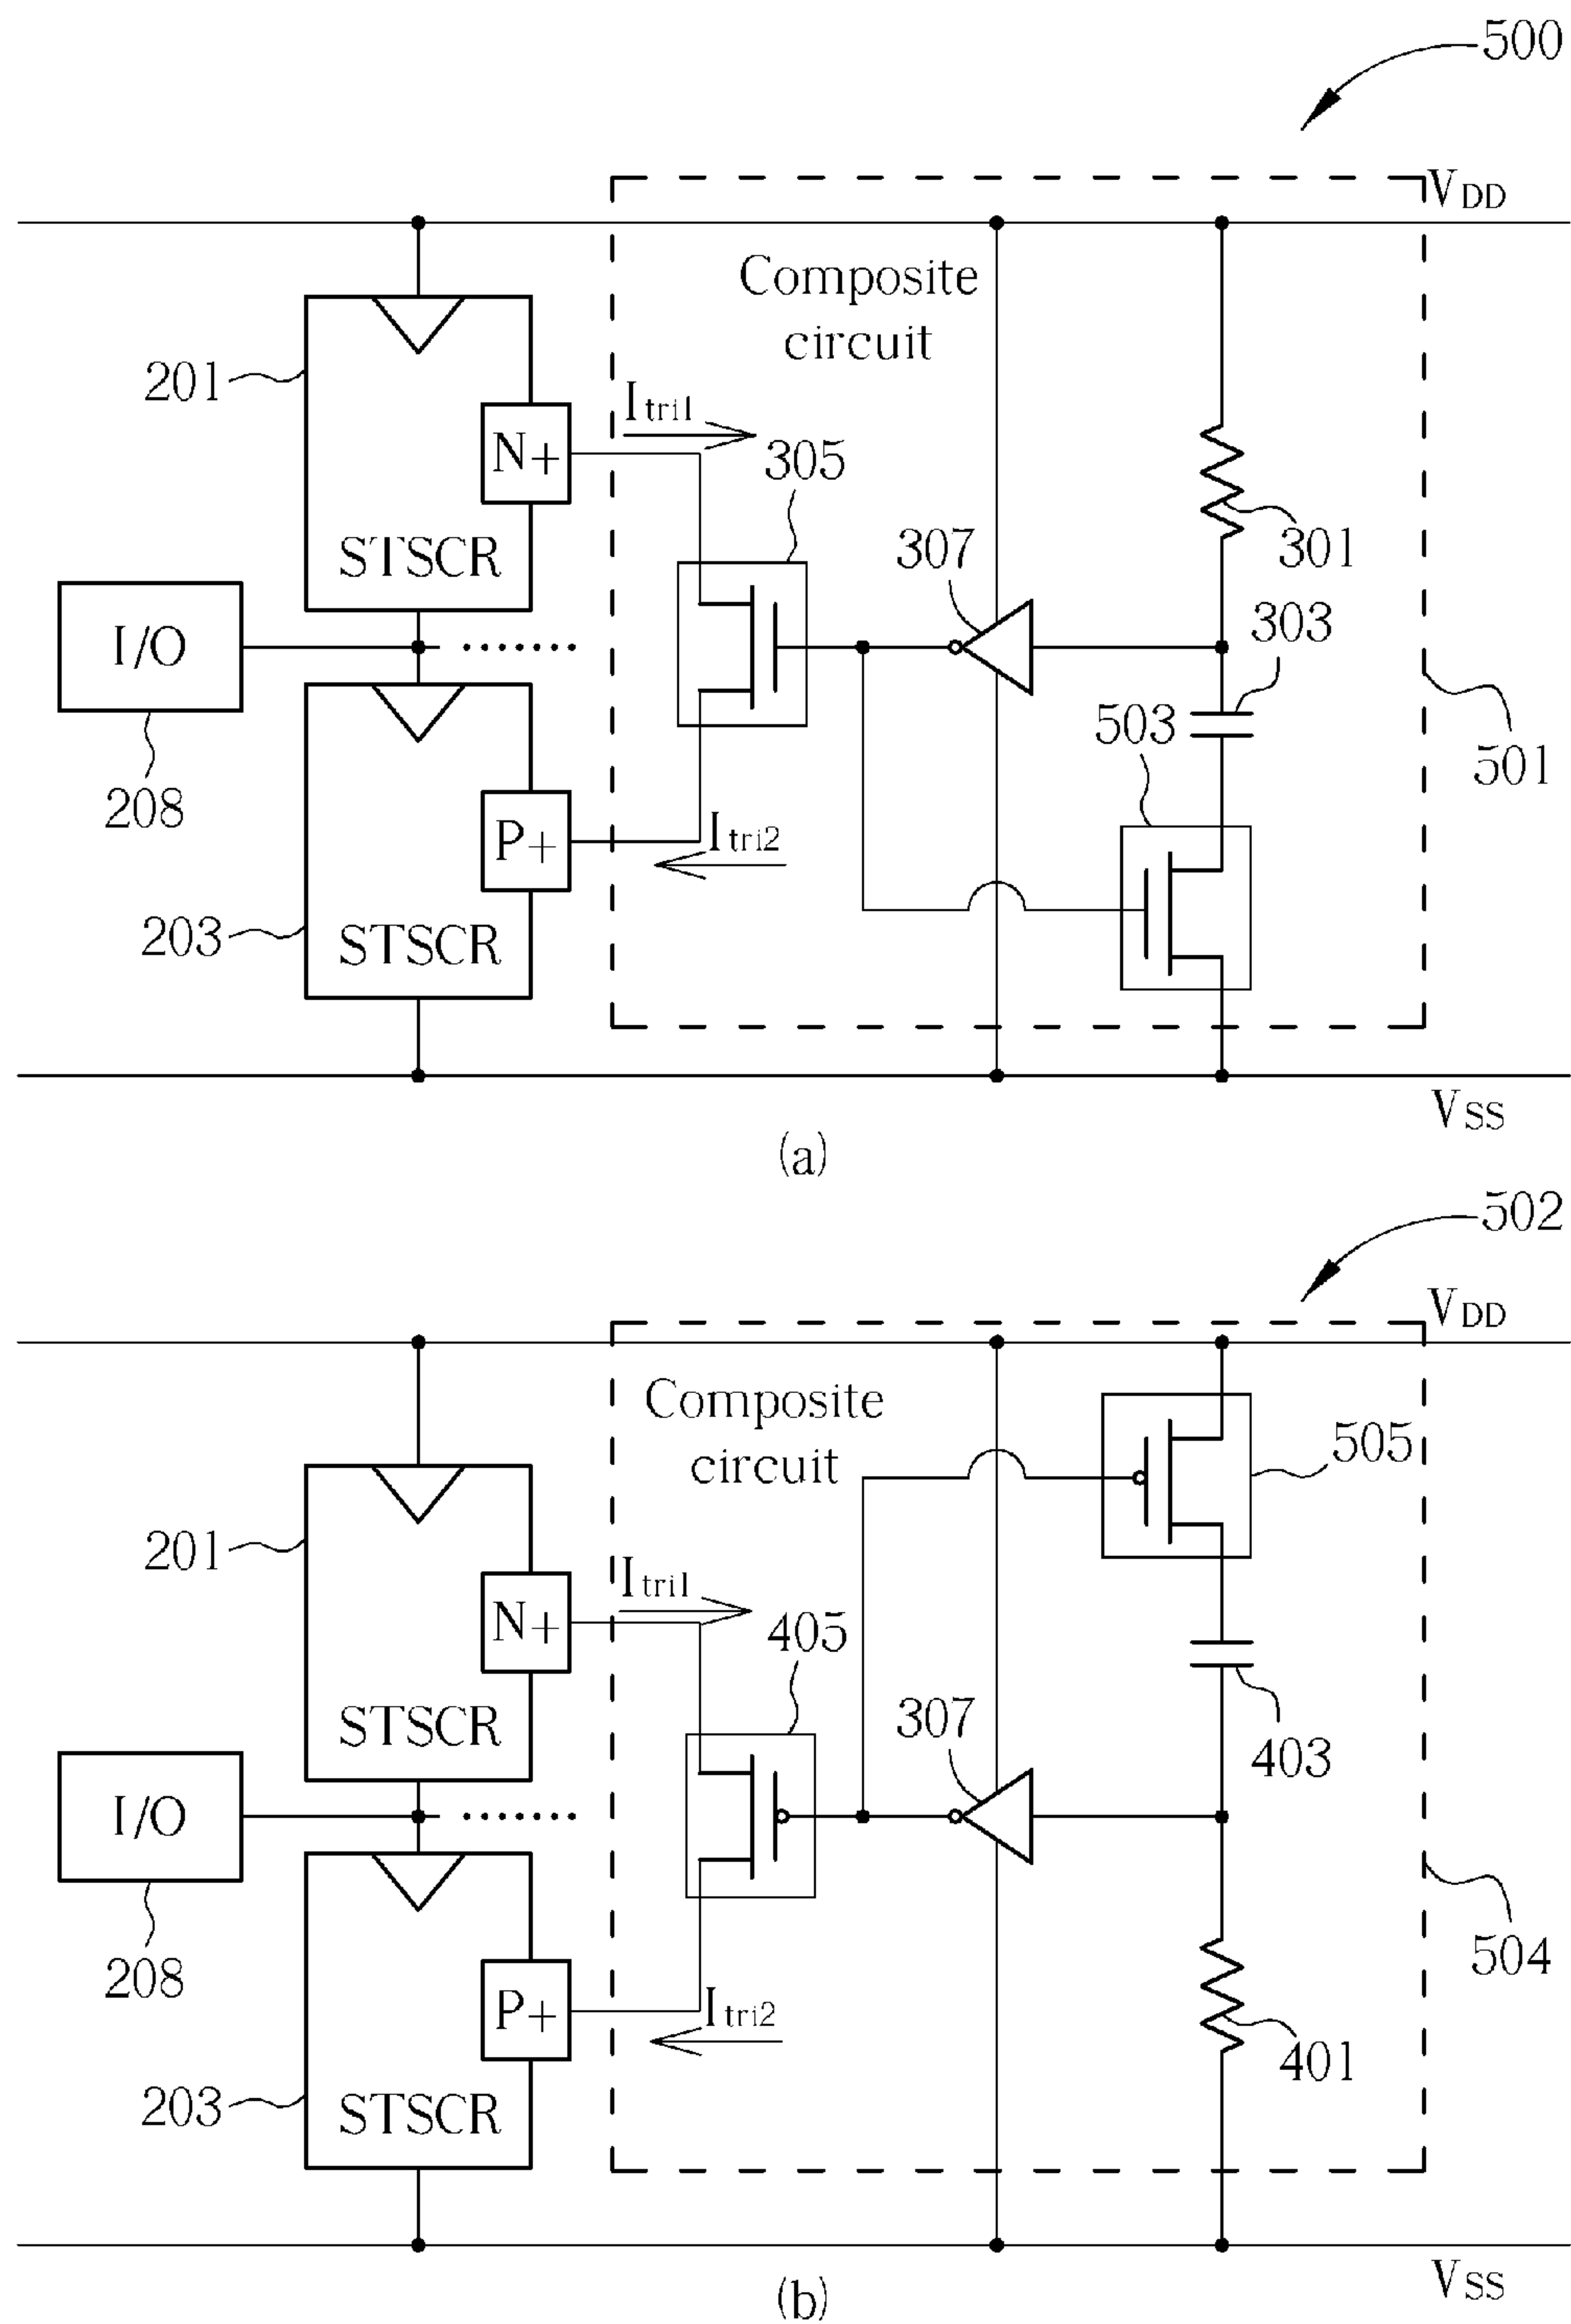 500
VDD
Composite
circuit
201
Itri1
N+
305
STSCR
307
301
I/O
303
503
208
501
P+
Itri2
203
STSCR
VSS
(a)
502
VDD
Composite
circuit
505
201
Itri1
N+
405
STSCR
307
403
I/O
208
504
P+
Itri2
401
203
STSCR
VSS
(b)